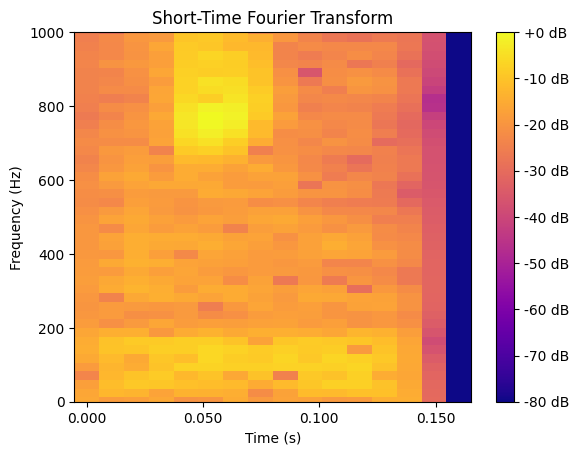 Short-Time Fourier Transform
1000
800
600
400
200
0
Frequency (Hz)
0.000
0.050
0.100
0.150
Time (s)
+0 dB
-10 dB
-20 dB
-30 dB
-40 dB
-50 dB
-60 dB
-70 dB
-80 dB